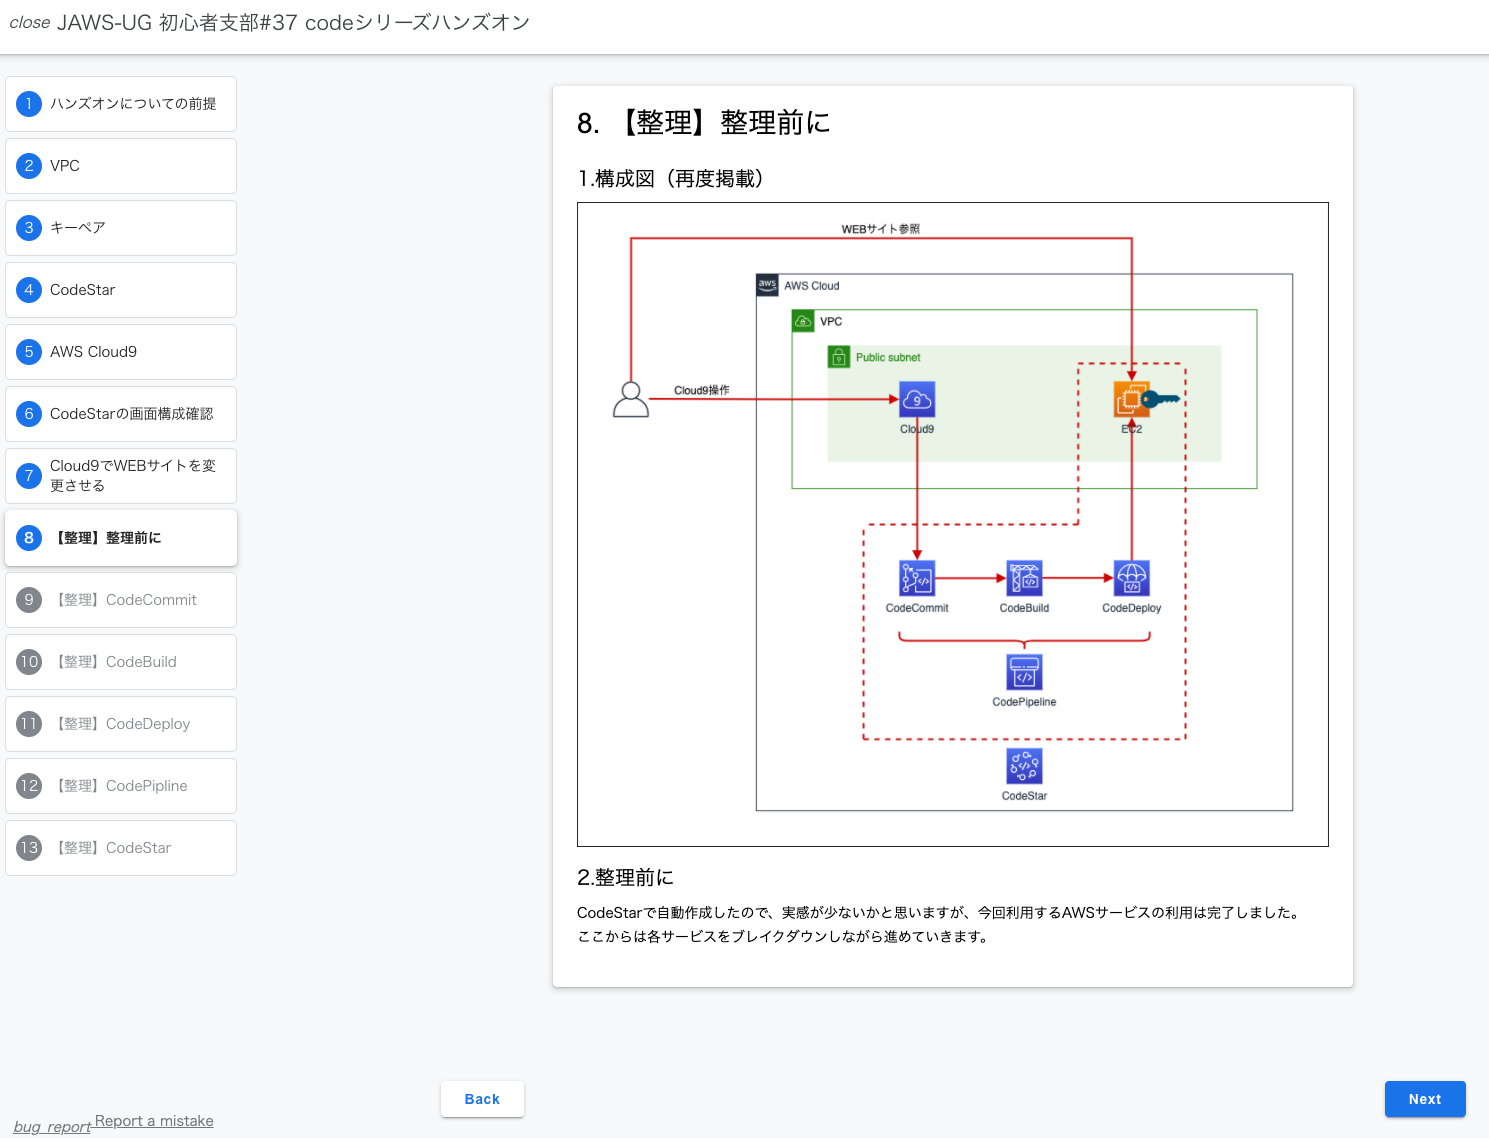 close JAWS-UG 初心者支部#37 codeシリーズハンズオン
1 ハンズオンについての前提
2 VPC
3 キーペア
4 CodeStar
5 AWS Cloud9
6 CodeStarの画面構成確認
7 Cloud9でWEBサイトを変
更させる
8 【整理】整理前に
9 【整理】CodeCommit
10 【整理】CodeBuild
11 【整理】CodeDeploy
12 【整理】CodePipline
13 【整理】CodeStar
8. 【整理】整理前に
1.構成図（再度掲載）
WEBサイト参照
aws AWS Cloud
VPC
Public subnet
Cloud9操作
9
Cloud9
EC2
CodeCommit
CodeBuild
CodeDeploy
CodePipeline
CodeStar
2.整理前に
CodeStarで自動作成したので、実感が少ないかと思いますが、今回利用するAWSサービスの利用は完了しました。
ここからは各サービスをブレイクダウンしながら進めていきます。
Back
Next
bug_report Report a mistake